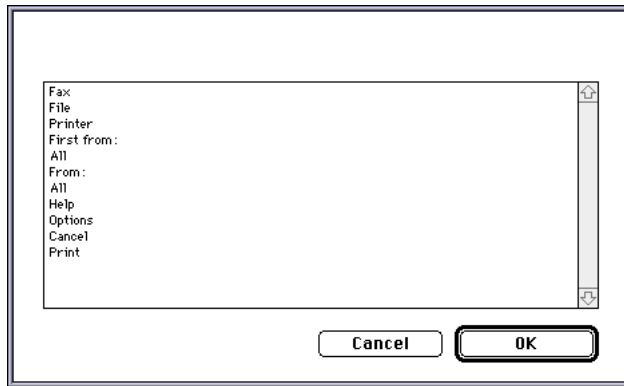 Fax
File
Printer
First from:
All
From:
All
Help
Options
Cancel
Print
Cancel OK